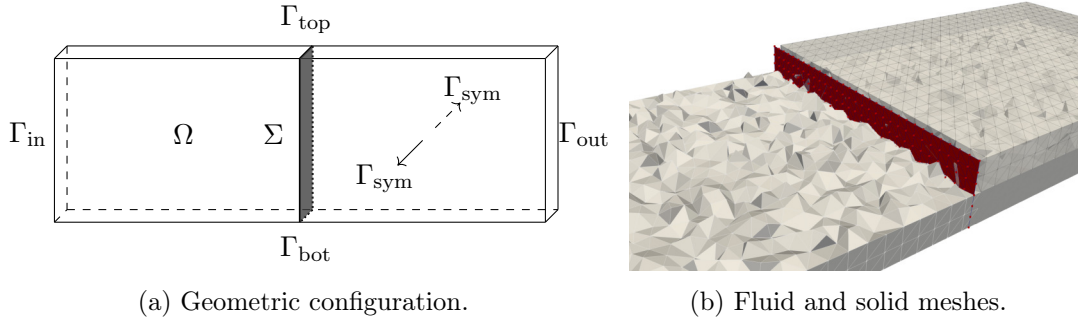 Γtop
Γsym
Γin Ω Σ Γout
Γsym
Γbot
(a) Geometric configuration.
(b) Fluid and solid meshes.